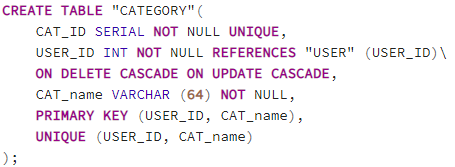 CREATE TABLE "CATEGORY"(
CAT_ID SERIAL NOT NULL UNIQUE,
USER_ID INT NOT NULL REFERENCES "USER" (USER_ID)\
ON DELETE CASCADE ON UPDATE CASCADE,
CAT_name VARCHAR (64) NOT NULL,
PRIMARY KEY (USER_ID, CAT_name),
UNIQUE (USER_ID, CAT_name)
);